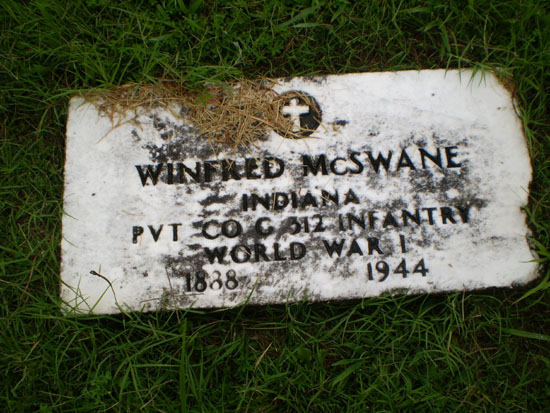 WINFRED McSWANE
INDIANA
PVT CO G 312 INFANTRY
WORLD WAR I
1888 1944